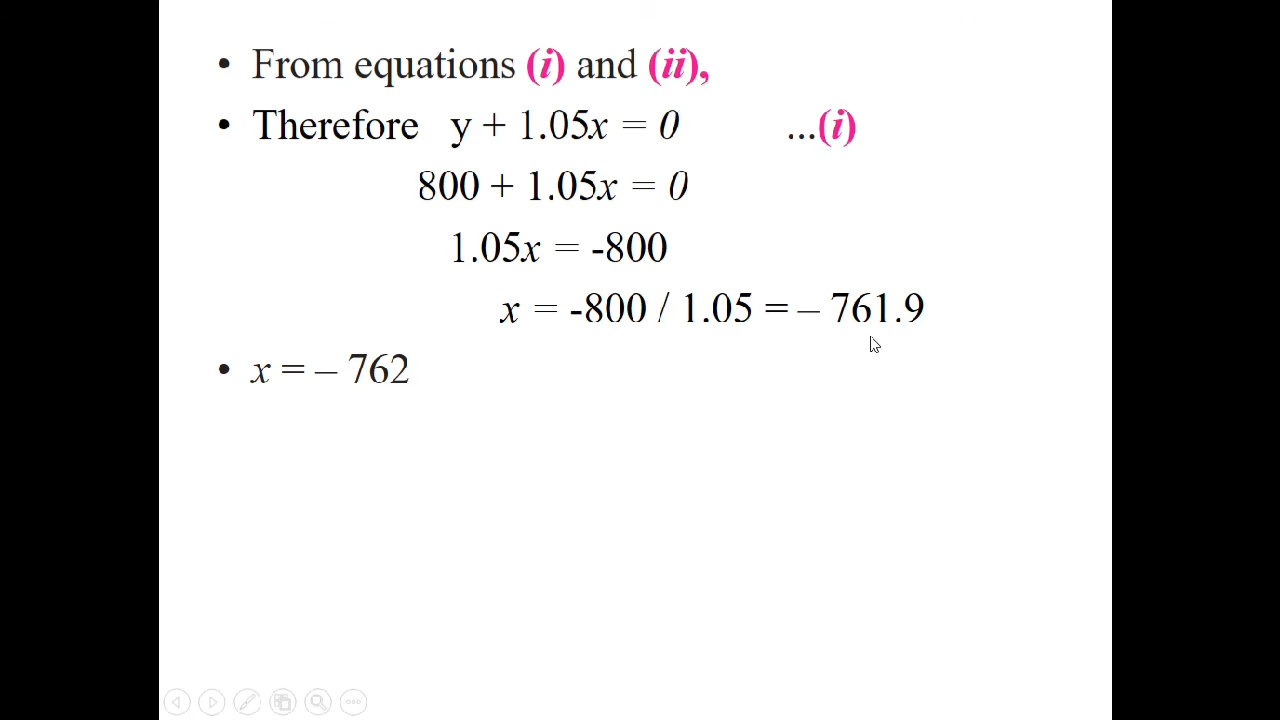 • From equations (i) and (ii),
• Therefore y + 1.05x = 0 ...(i)
800 + 1.05x = 0
1.05x = -800
x = -800 / 1.05 = – 761.9
• x = – 762